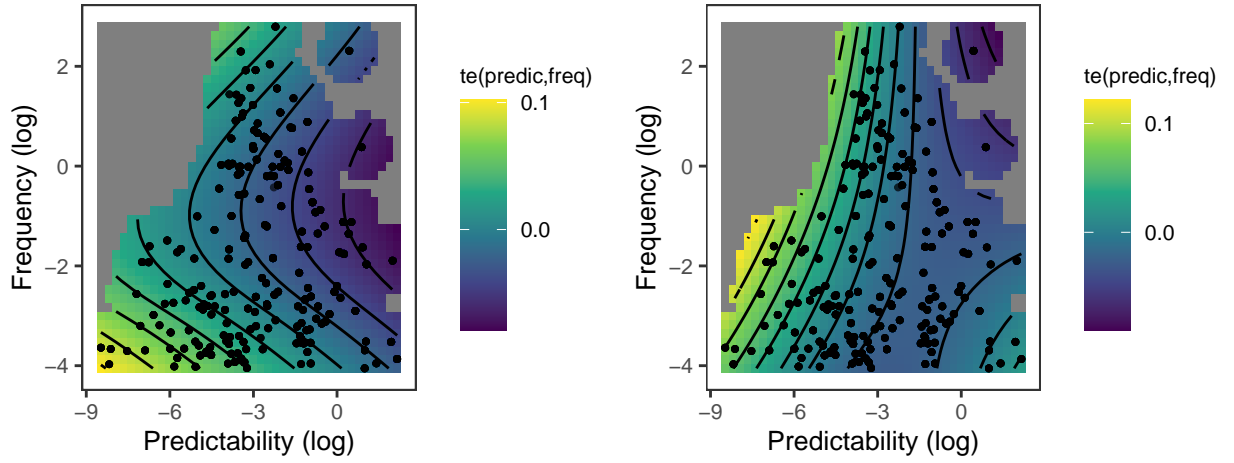 te(predic,freq)
0.1
0.0
2
0
−2
−4
−9 −6 −3 0
Frequency (log)
Predictability (log)
te(predic,freq)
0.1
0.0
2
0
−2
−4
−9 −6 −3 0
Frequency (log)
Predictability (log)